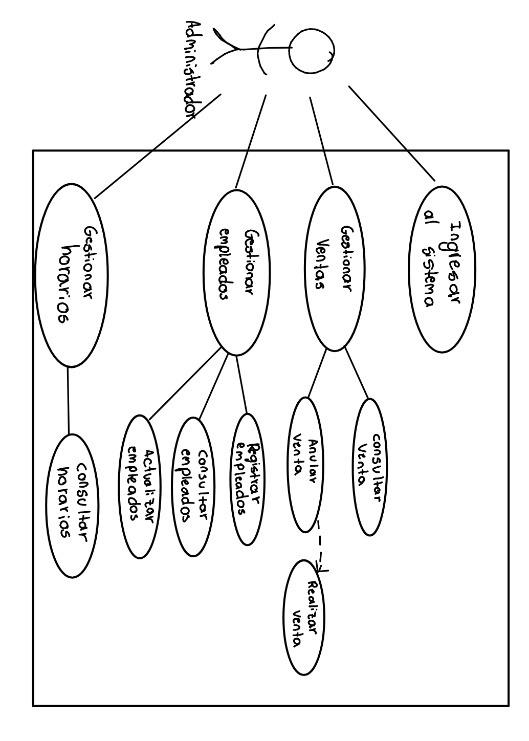 Administrador
Ingresar
al sistema
Gestionar
Ventas
consultar
Venta
Anular
venta
Realizar
venta
Gestionar
empleados
Registrar
empleados
Consultar
empleados
Actualizar
empleados
Gestionar
horarios
Consultar
horarios